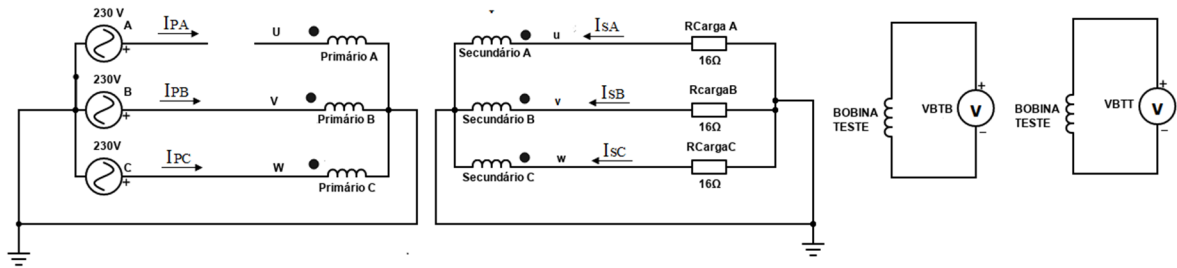 230 V
A
IPA
+
U
Primário A
230V
B
IPB
+
V
Primário B
230V
C
IPC
+
W
Primário C
Secundário A
u
ISA
RCarga A
16Ω
Secundário B
v
ISB
RcargaB
16Ω
Secundário C
w
ISC
RCargaC
16Ω
BOBINA
TESTE
VBTB
+
V
−
BOBINA
TESTE
VBTT
+
V
−